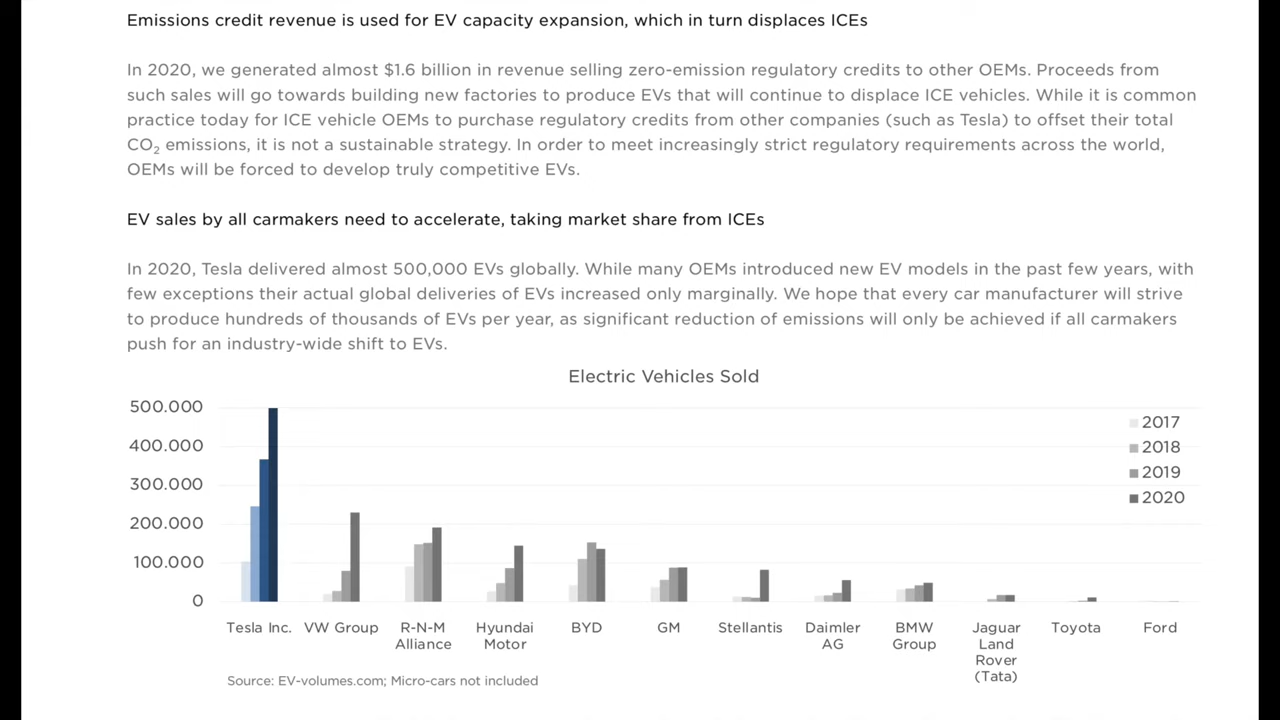 Emissions credit revenue is used for EV capacity expansion, which in turn displaces ICEs
In 2020, we generated almost $1.6 billion in revenue selling zero-emission regulatory credits to other OEMs. Proceeds from
such sales will go towards building new factories to produce EVs that will continue to displace ICE vehicles. While it is common
practice today for ICE vehicle OEMs to purchase regulatory credits from other companies (such as Tesla) to offset their total
CO₂ emissions, it is not a sustainable strategy. In order to meet increasingly strict regulatory requirements across the world,
OEMs will be forced to develop truly competitive EVs.
EV sales by all carmakers need to accelerate, taking market share from ICEs
In 2020, Tesla delivered almost 500,000 EVs globally. While many OEMs introduced new EV models in the past few years, with
few exceptions their actual global deliveries of EVs increased only marginally. We hope that every car manufacturer will strive
to produce hundreds of thousands of EVs per year, as significant reduction of emissions will only be achieved if all carmakers
push for an industry-wide shift to EVs.
Electric Vehicles Sold
500.000
400.000
300.000
200.000
100.000
0
2017
2018
2019
2020
Tesla Inc.
VW Group
R-N-M
Alliance
Hyundai
Motor
BYD
GM
Stellantis
Daimler
AG
BMW
Group
Jaguar
Land
Rover
(Tata)
Toyota
Ford
Source: EV-volumes.com; Micro-cars not included